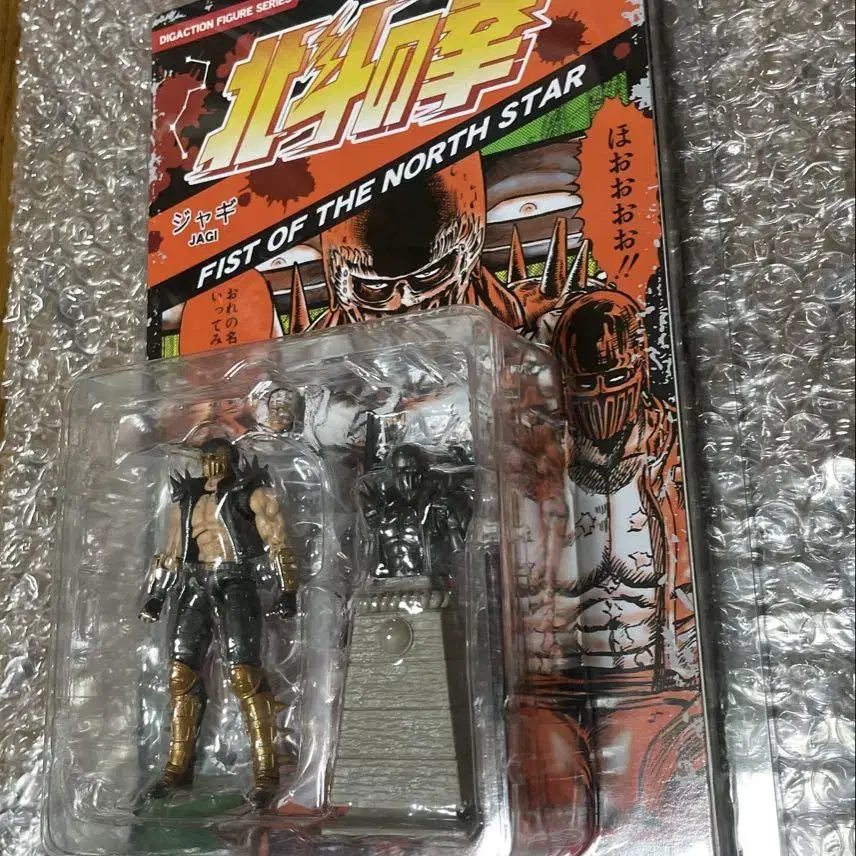 DIGACTION FIGURE SERIES
北斗の拳
FIST OF THE NORTH STAR
ジャギ
JAGI
ほおおおお!!
おれの名
いってみ